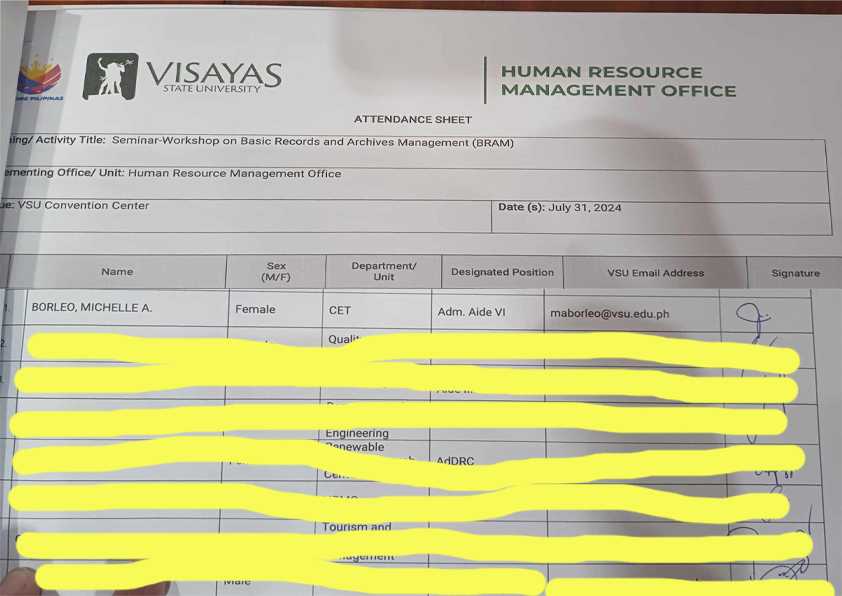 VISAYAS
STATE UNIVERSITY
HUMAN RESOURCE
MANAGEMENT OFFICE
PILIPINAS
ATTENDANCE SHEET
Activity Title: Seminar-Workshop on Basic Records and Archives Management (BRAM)
Office/ Unit: Human Resource Management Office
VSU Convention Center
Date (s): July 31, 2024
Name
Sex
(M/F)
Department/
Unit
Designated Position
VSU Email Address
Signature
1.
BORLEO, MICHELLE A.
Female
CET
Adm. Aide VI
maborleo@vsu.edu.ph
2.
Engineering
Renewable
AdDRC
Tourism and
Male